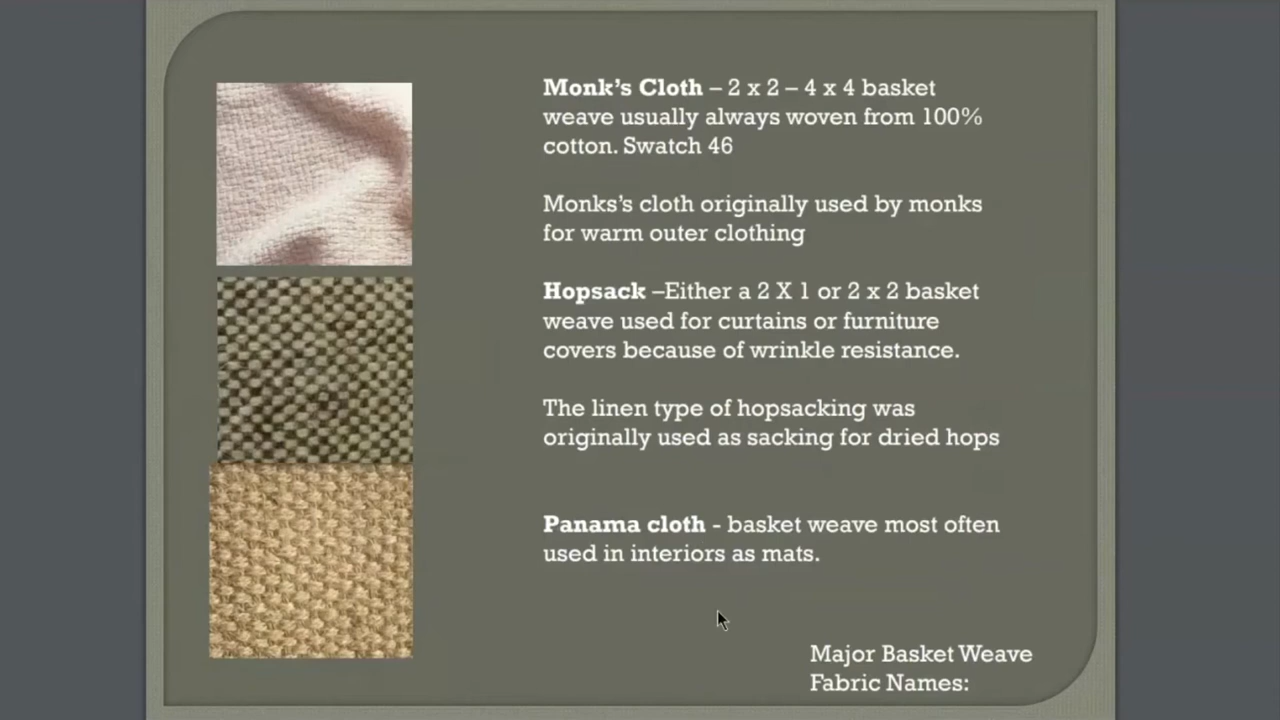 Monk’s Cloth – 2 x 2 – 4 x 4 basket
weave usually always woven from 100%
cotton. Swatch 46
Monks’s cloth originally used by monks
for warm outer clothing
Hopsack –Either a 2 X 1 or 2 x 2 basket
weave used for curtains or furniture
covers because of wrinkle resistance.
The linen type of hopsacking was
originally used as sacking for dried hops
Panama cloth - basket weave most often
used in interiors as mats.
Major Basket Weave
Fabric Names: